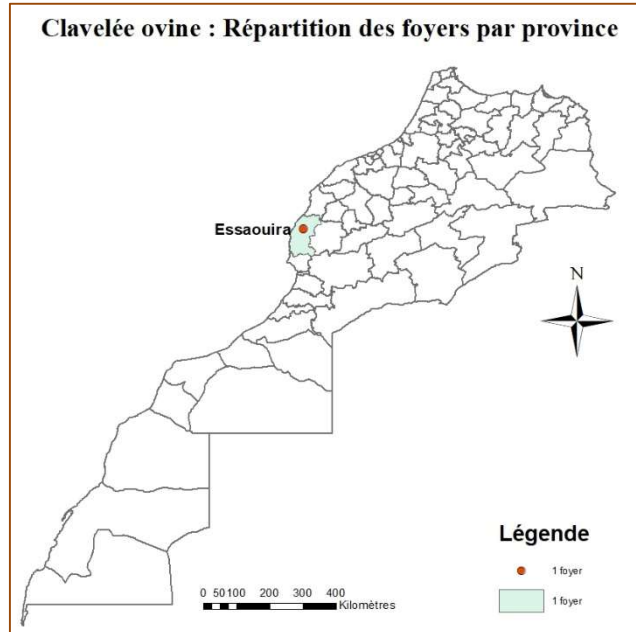 Clavelée ovine : Répartition des foyers par province
Essaouira
N
Légende
1 foyer
1 foyer
0 50100 200 300 400
Kilomètres